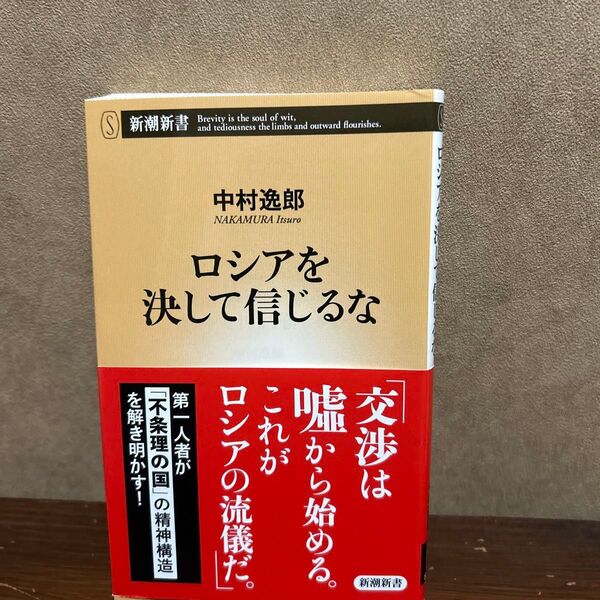 S
新潮新書
Brevity is the soul of wit,
and tediousness the limbs and outward flourishes.
中村逸郎
NAKAMURA Itsuro
ロシアを
決して信じるな
「交渉は
嘘から始める。
これが
ロシアの流儀だ。」
第一人者が
「不条理の国」の精神構造
を解き明かす!
新潮新書